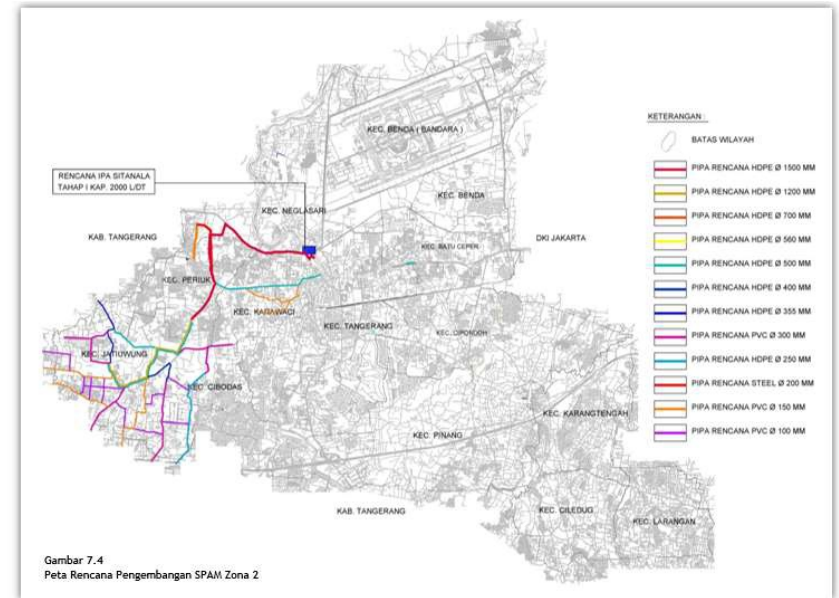 KEC. BENDA ( BANDARA )
KETERANGAN :
BATAS WILAYAH
PIPA RENCANA HDPE Ø 1500 MM
PIPA RENCANA HDPE Ø 1200 MM
PIPA RENCANA HDPE Ø 700 MM
PIPA RENCANA HDPE Ø 560 MM
PIPA RENCANA HDPE Ø 500 MM
PIPA RENCANA HDPE Ø 400 MM
PIPA RENCANA HDPE Ø 355 MM
PIPA RENCANA PVC Ø 300 MM
PIPA RENCANA HDPE Ø 250 MM
PIPA RENCANA STEEL Ø 200 MM
PIPA RENCANA PVC Ø 150 MM
PIPA RENCANA PVC Ø 100 MM
RENCANA IPA SITANALA
TAHAP I KAP. 2000 L/DT
KEC. BENDA
KEC. NEGLASARI
KAB. TANGERANG
DKI JAKARTA
KEC. BATU CEPER
KEC. PERIUK
KEC. KARAWACI
KEC. TANGERANG
KEC. CIPONDOH
KEC. JATIUWUNG
KEC. CIBODAS
KEC. KARANGTENGAH
KEC. PINANG
KAB. TANGERANG
KEC. CILEDUG
KEC. LARANGAN
Gambar 7.4
Peta Rencana Pengembangan SPAM Zona 2